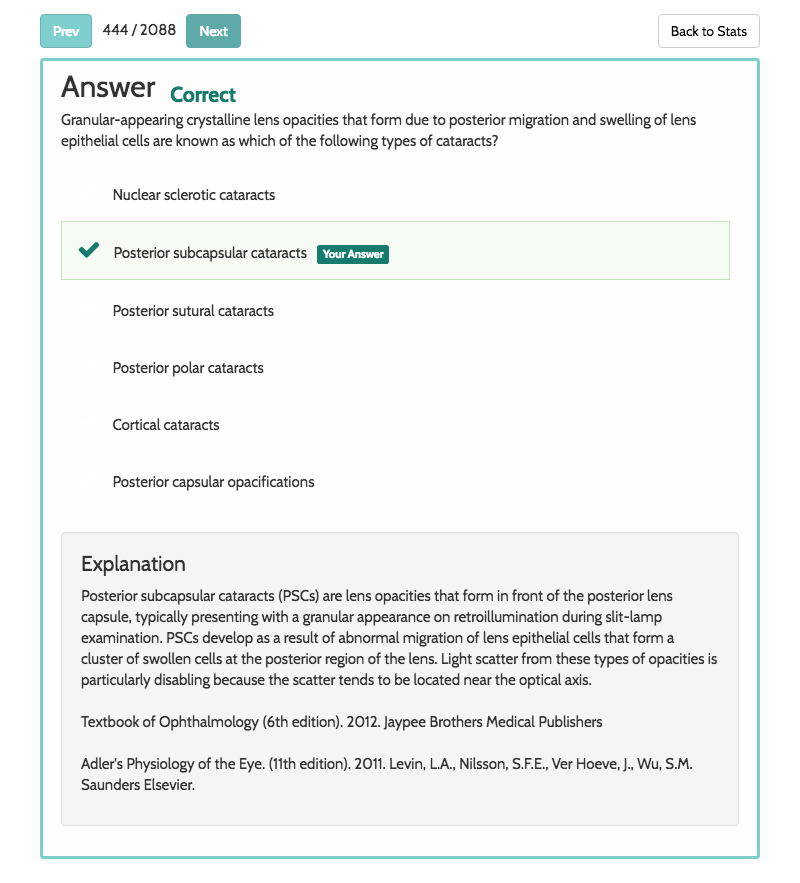 Prev 444 / 2088 Next Back to Stats
Answer Correct
Granular-appearing crystalline lens opacities that form due to posterior migration and swelling of lens
epithelial cells are known as which of the following types of cataracts?
Nuclear sclerotic cataracts
Posterior subcapsular cataracts Your Answer
Posterior sutural cataracts
Posterior polar cataracts
Cortical cataracts
Posterior capsular opacifications
Explanation
Posterior subcapsular cataracts (PSCs) are lens opacities that form in front of the posterior lens
capsule, typically presenting with a granular appearance on retroillumination during slit-lamp
examination. PSCs develop as a result of abnormal migration of lens epithelial cells that form a
cluster of swollen cells at the posterior region of the lens. Light scatter from these types of opacities is
particularly disabling because the scatter tends to be located near the optical axis.
Textbook of Ophthalmology (6th edition). 2012. Jaypee Brothers Medical Publishers
Adler's Physiology of the Eye. (11th edition). 2011. Levin, L.A., Nilsson, S.F.E., Ver Hoeve, J., Wu, S.M.
Saunders Elsevier.